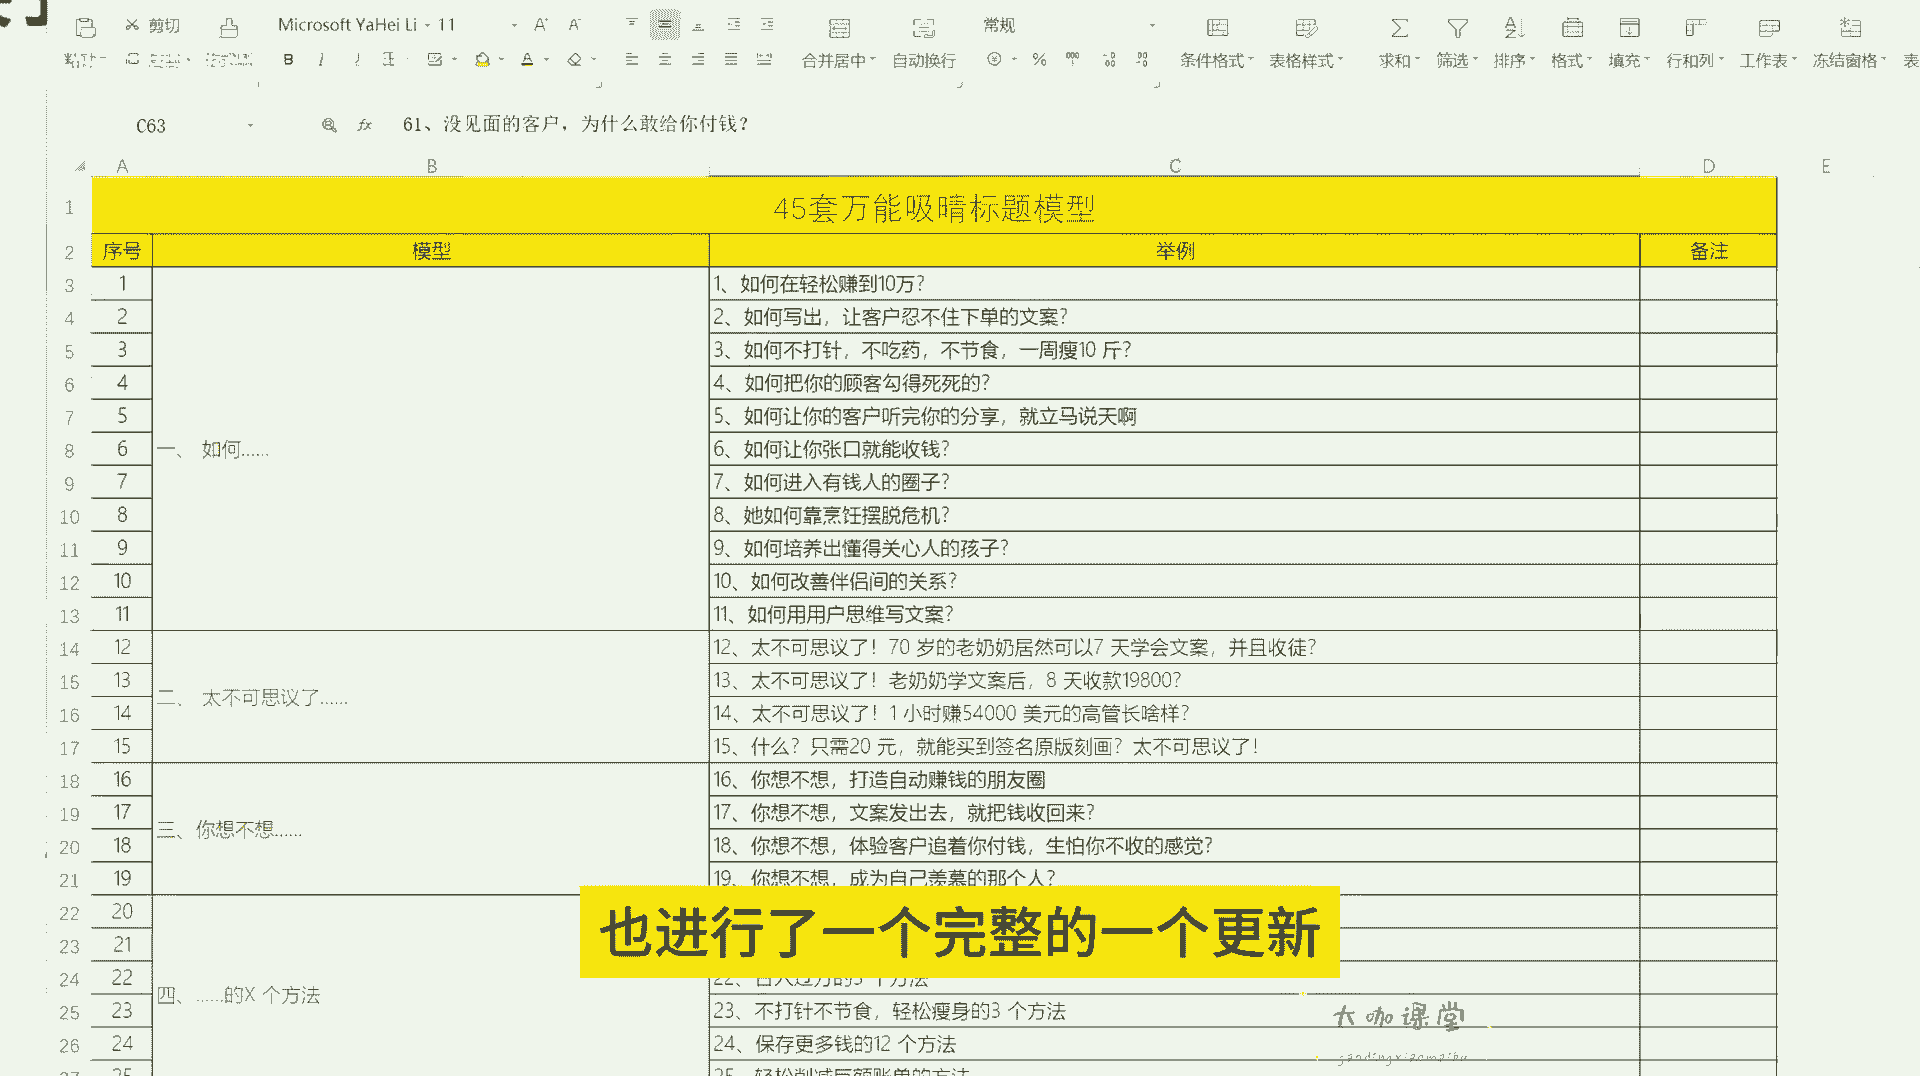 剪切
Microsoft YaHei Li 11
A⁺ A⁻
常规
B I A
合并居中 自动换行
% 条件格式 表格样式 求和 筛选 排序 格式 填充 行和列 工作表 冻结窗格 表
C63 fx 61、没见面的客户，为什么敢给你付钱？
A B C D E
1 45套万能吸睛标题模型
2 序号 模型 举例 备注
3 1 1、如何在轻松赚到10万？
4 2 2、如何写出，让客户忍不住下单的文案？
5 3 3、如何不打针，不吃药，不节食，一周瘦10 斤？
6 4 4、如何把你的顾客勾得死死的？
7 5 5、如何让你的客户听完你的分享，就立马说天啊
8 6 一、 如何...... 6、如何让你张口就能收钱？
9 7 7、如何进入有钱人的圈子？
10 8 8、她如何靠烹饪摆脱危机？
11 9 9、如何培养出懂得关心人的孩子？
12 10 10、如何改善伴侣间的关系？
13 11 11、如何用用户思维写文案？
14 12 12、太不可思议了！70 岁的老奶奶居然可以7 天学会文案，并且收徒？
15 13 二、 太不可思议了...... 13、太不可思议了！老奶奶学文案后，8 天收款19800？
16 14 14、太不可思议了！1 小时赚54000 美元的高管长啥样？
17 15 15、什么？只需20 元，就能买到签名原版刻画？太不可思议了！
18 16 16、你想不想，打造自动赚钱的朋友圈
19 17 三、你想不想...... 17、你想不想，文案发出去，就把钱收回来？
20 18 18、你想不想，体验客户追着你付钱，生怕你不收的感觉？
21 19 19、你想不想，成为自己羡慕的那个人？
22 20
也进行了一个完整的一个更新
23 21
24 22 四、......的X 个方法
25 23 23、不打针不节食，轻松瘦身的3 个方法
大咖课堂
26 24 24、保存更多钱的12 个方法